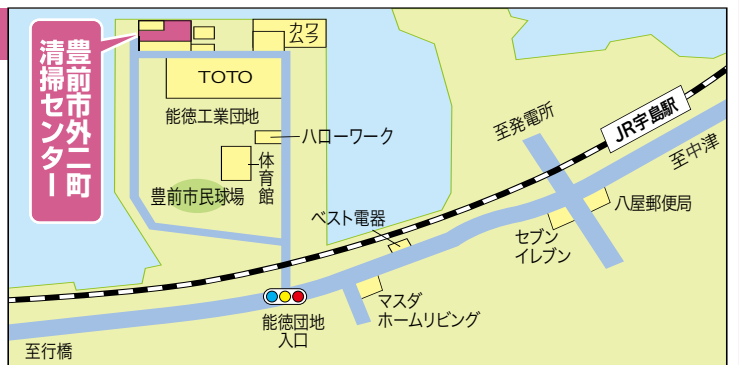 豊前市外二町
清掃センター
カワ
ムラ
TOTO
能徳工業団地
ハローワーク
体育館
豊前市民球場
ベスト電器
至発電所
JR宇島駅
至中津
八屋郵便局
セブン
イレブン
マスダ
ホームリビング
能徳団地
入口
至行橋